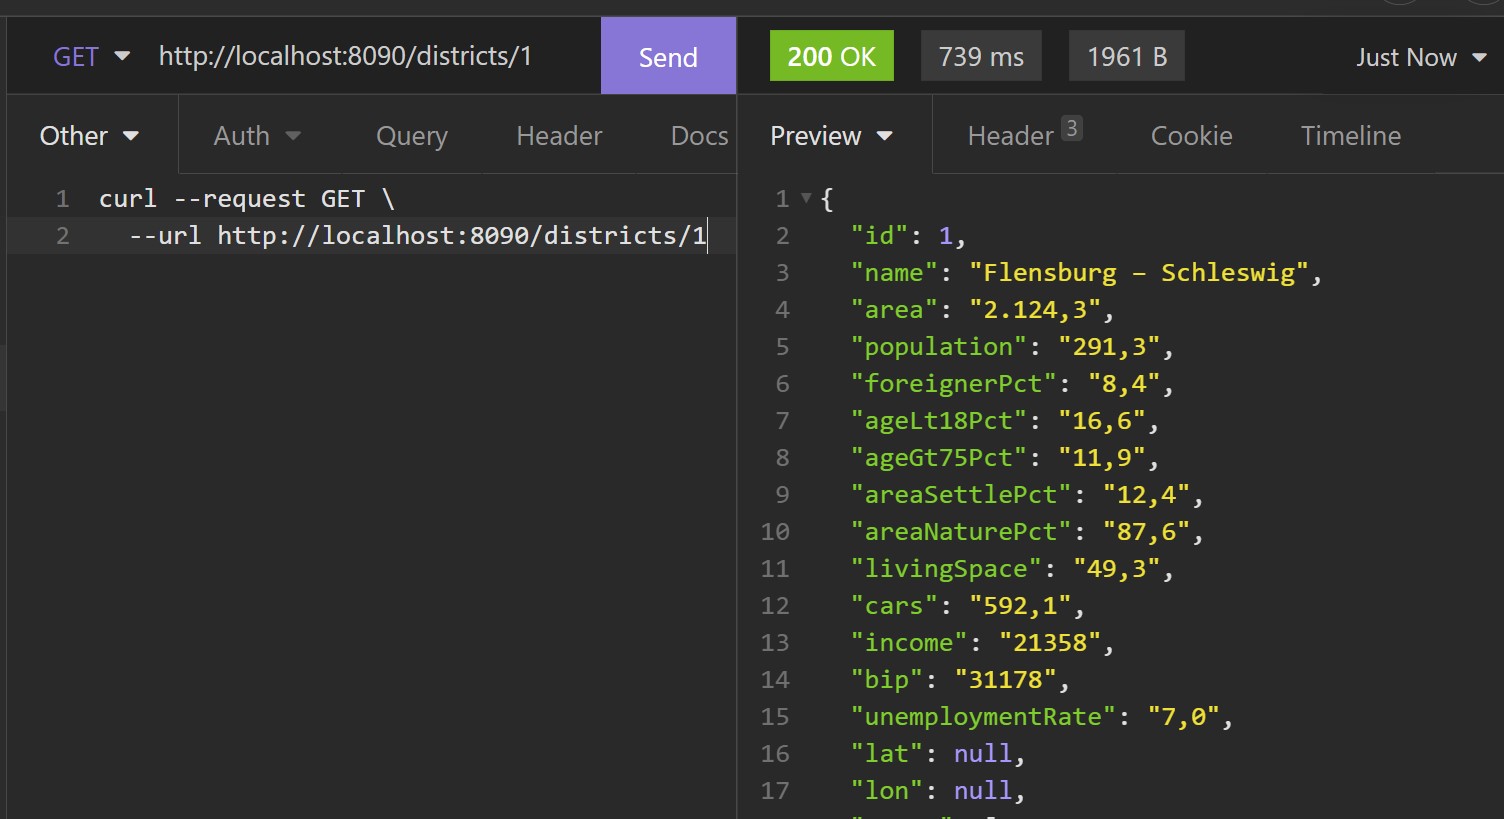 GET http://localhost:8090/districts/1 Send
Other Auth Query Header Docs
1 curl --request GET \
2 --url http://localhost:8090/districts/1
200 OK 739 ms 1961 B Just Now
Preview Header 3 Cookie Timeline
1 {
2 "id": 1,
3 "name": "Flensburg – Schleswig",
4 "area": "2.124,3",
5 "population": "291,3",
6 "foreignerPct": "8,4",
7 "ageLt18Pct": "16,6",
8 "ageGt75Pct": "11,9",
9 "areaSettlePct": "12,4",
10 "areaNaturePct": "87,6",
11 "livingSpace": "49,3",
12 "cars": "592,1",
13 "income": "21358",
14 "bip": "31178",
15 "unemploymentRate": "7,0",
16 "lat": null,
17 "lon": null,